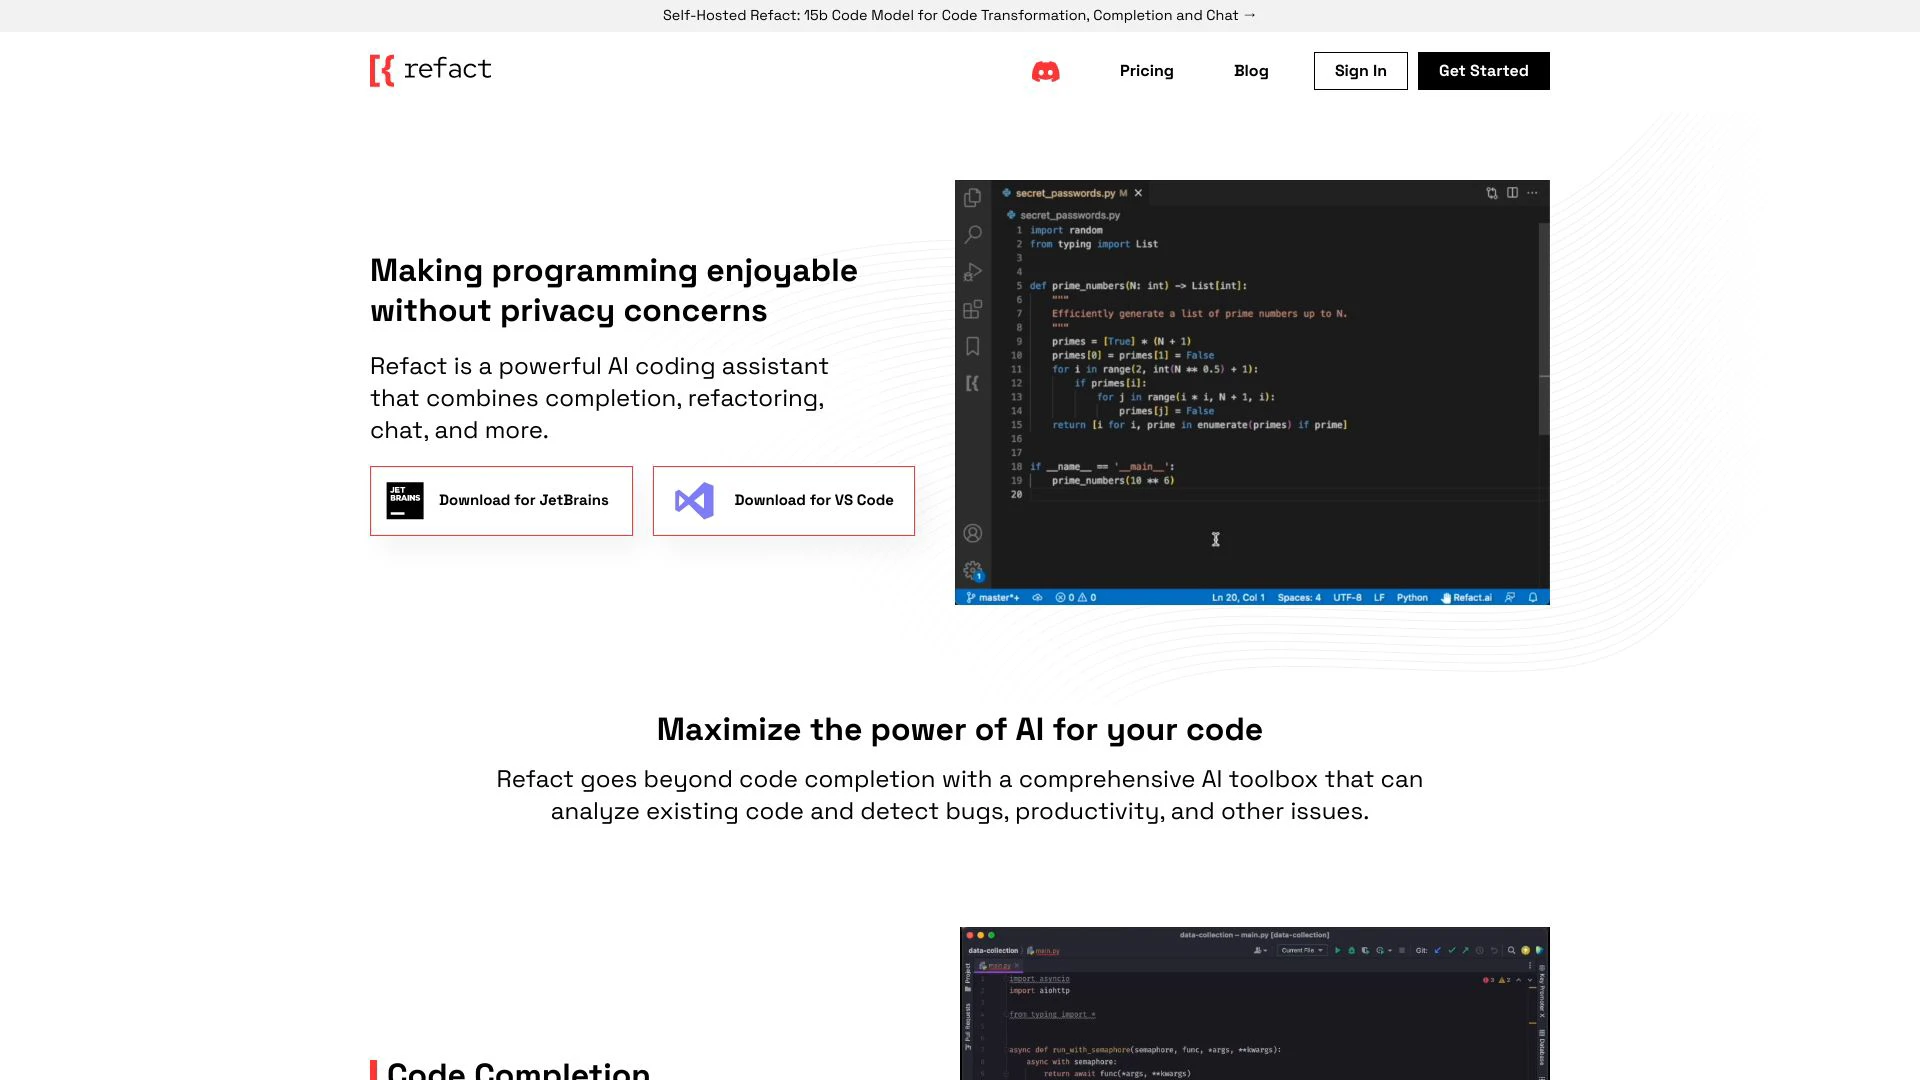 Self-Hosted Refact: 15b Code Model for Code Transformation, Completion and Chat →
refact
Pricing
Blog
Sign In
Get Started
Making programming enjoyable
without privacy concerns
Refact is a powerful AI coding assistant
that combines completion, refactoring,
chat, and more.
JET
BRAINS
Download for JetBrains
Download for VS Code
secret_passwords.py M
secret_passwords.py
1 import random
2 from typing import List
3
4
5 def prime_numbers(N: int) -> List[int]:
6 """
7 Efficiently generate a list of prime numbers up to N.
8 """
9 primes = [True] * (N + 1)
10 primes[0] = primes[1] = False
11 for i in range(2, int(N ** 0.5) + 1):
12 if primes[i]:
13 for j in range(i * i, N + 1, i):
14 primes[j] = False
15 return [i for i, prime in enumerate(primes) if prime]
16
17
18 if __name__ == '__main__':
19 prime_numbers(10 ** 6)
20
1
master*+ 0 0 Ln 20, Col 1 Spaces: 4 UTF-8 LF Python Refact.ai
Maximize the power of AI for your code
Refact goes beyond code completion with a comprehensive AI toolbox that can
analyze existing code and detect bugs, productivity, and other issues.
data-collection – main.py [data-collection]
data-collection main.py Current File Git:
main.py
Project
Pull Requests
Key Promoter X
Database
import asyncio
import aiohttp
from typing import *
async def run_with_semaphore(semaphore, func, *args, **kwargs):
async with semaphore:
return await func(*args, **kwargs)
Code Completion